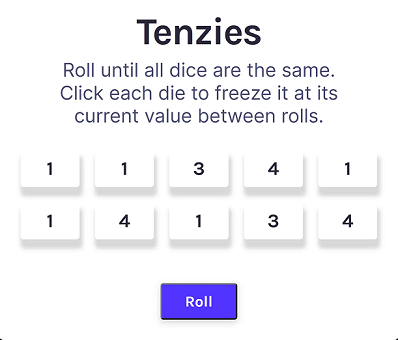 Tenzies
Roll until all dice are the same.
Click each die to freeze it at its
current value between rolls.
1 1 3 4 1
1 4 1 3 4
Roll